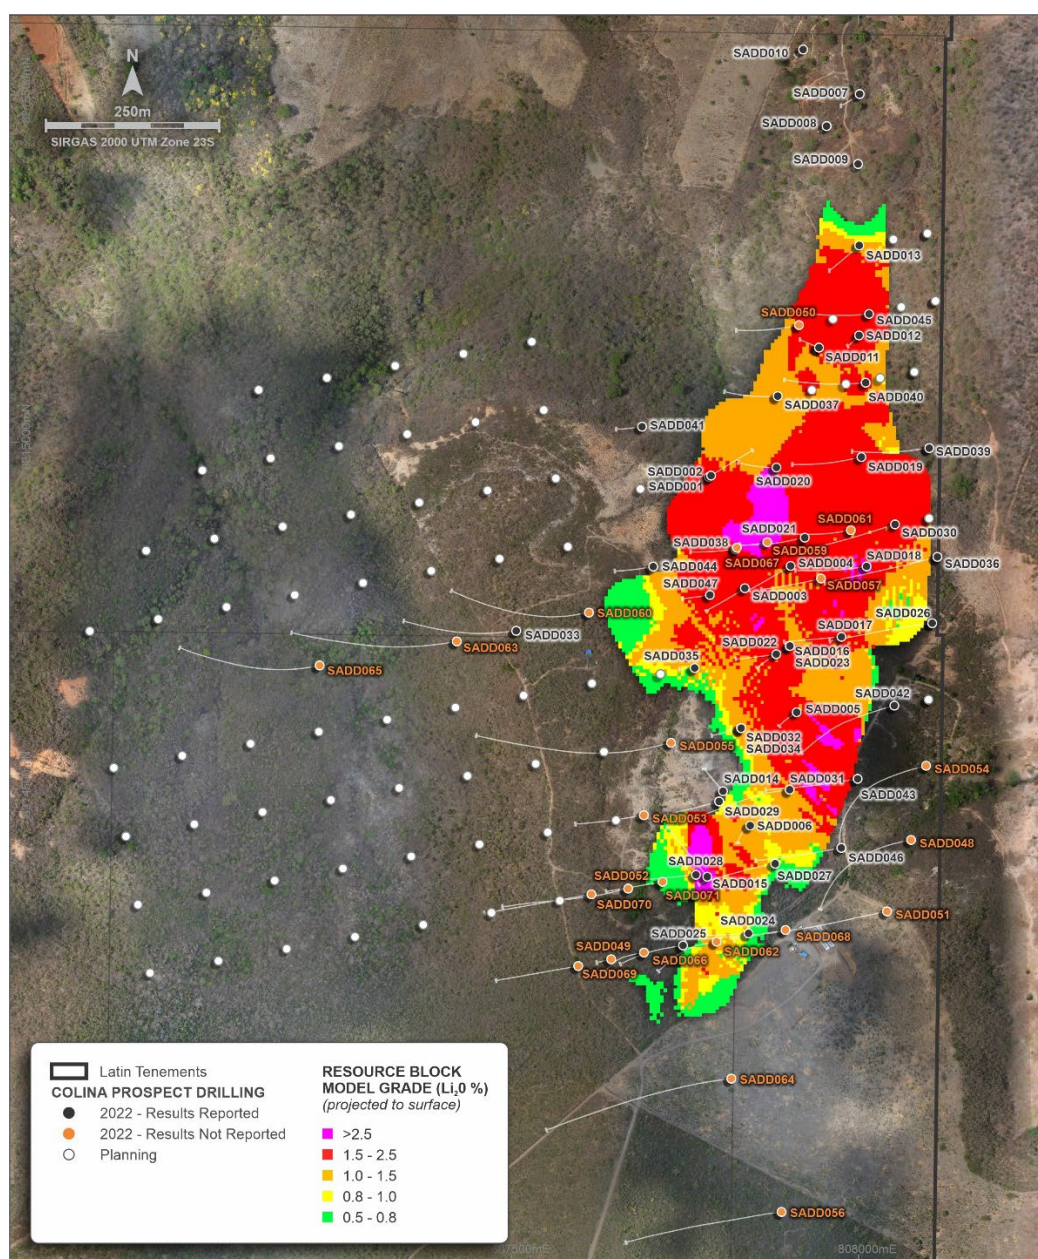 SADD010
N
SADD007
250m
SADD008
SIRGAS 2000 UTM Zone 23S
SADD009
SADD013
SADD050
SADD045
SADD012
SADD011
SADD040
SADD037
SADD041
SADD039
SADD002
SADD019
SADD020
SADD001
SADD021
SADD061
SADD030
SADD038
SADD059
SADD067
SADD044
SADD004
SADD018
SADD036
SADD057
SADD047
SADD003
SADD060
SADD026
SADD033
SADD017
SADD063
SADD022
SADD016
SADD065
SADD035
SADD023
SADD042
SADD005
SADD032
SADD055
SADD034
SADD054
SADD014
SADD031
SADD043
SADD029
SADD053
SADD006
SADD048
SADD046
SADD028
SADD027
SADD052
SADD015
SADD071
SADD070
SADD051
SADD024
SADD068
SADD025
SADD049
SADD062
SADD066
SADD069
SADD064
SADD056
Latin Tenements
COLINA PROSPECT DRILLING
2022 - Results Reported
2022 - Results Not Reported
Planning
RESOURCE BLOCK
MODEL GRADE (Li₂0 %)
(projected to surface)
>2.5
1.5 - 2.5
1.0 - 1.5
0.8 - 1.0
0.5 - 0.8
808000mE